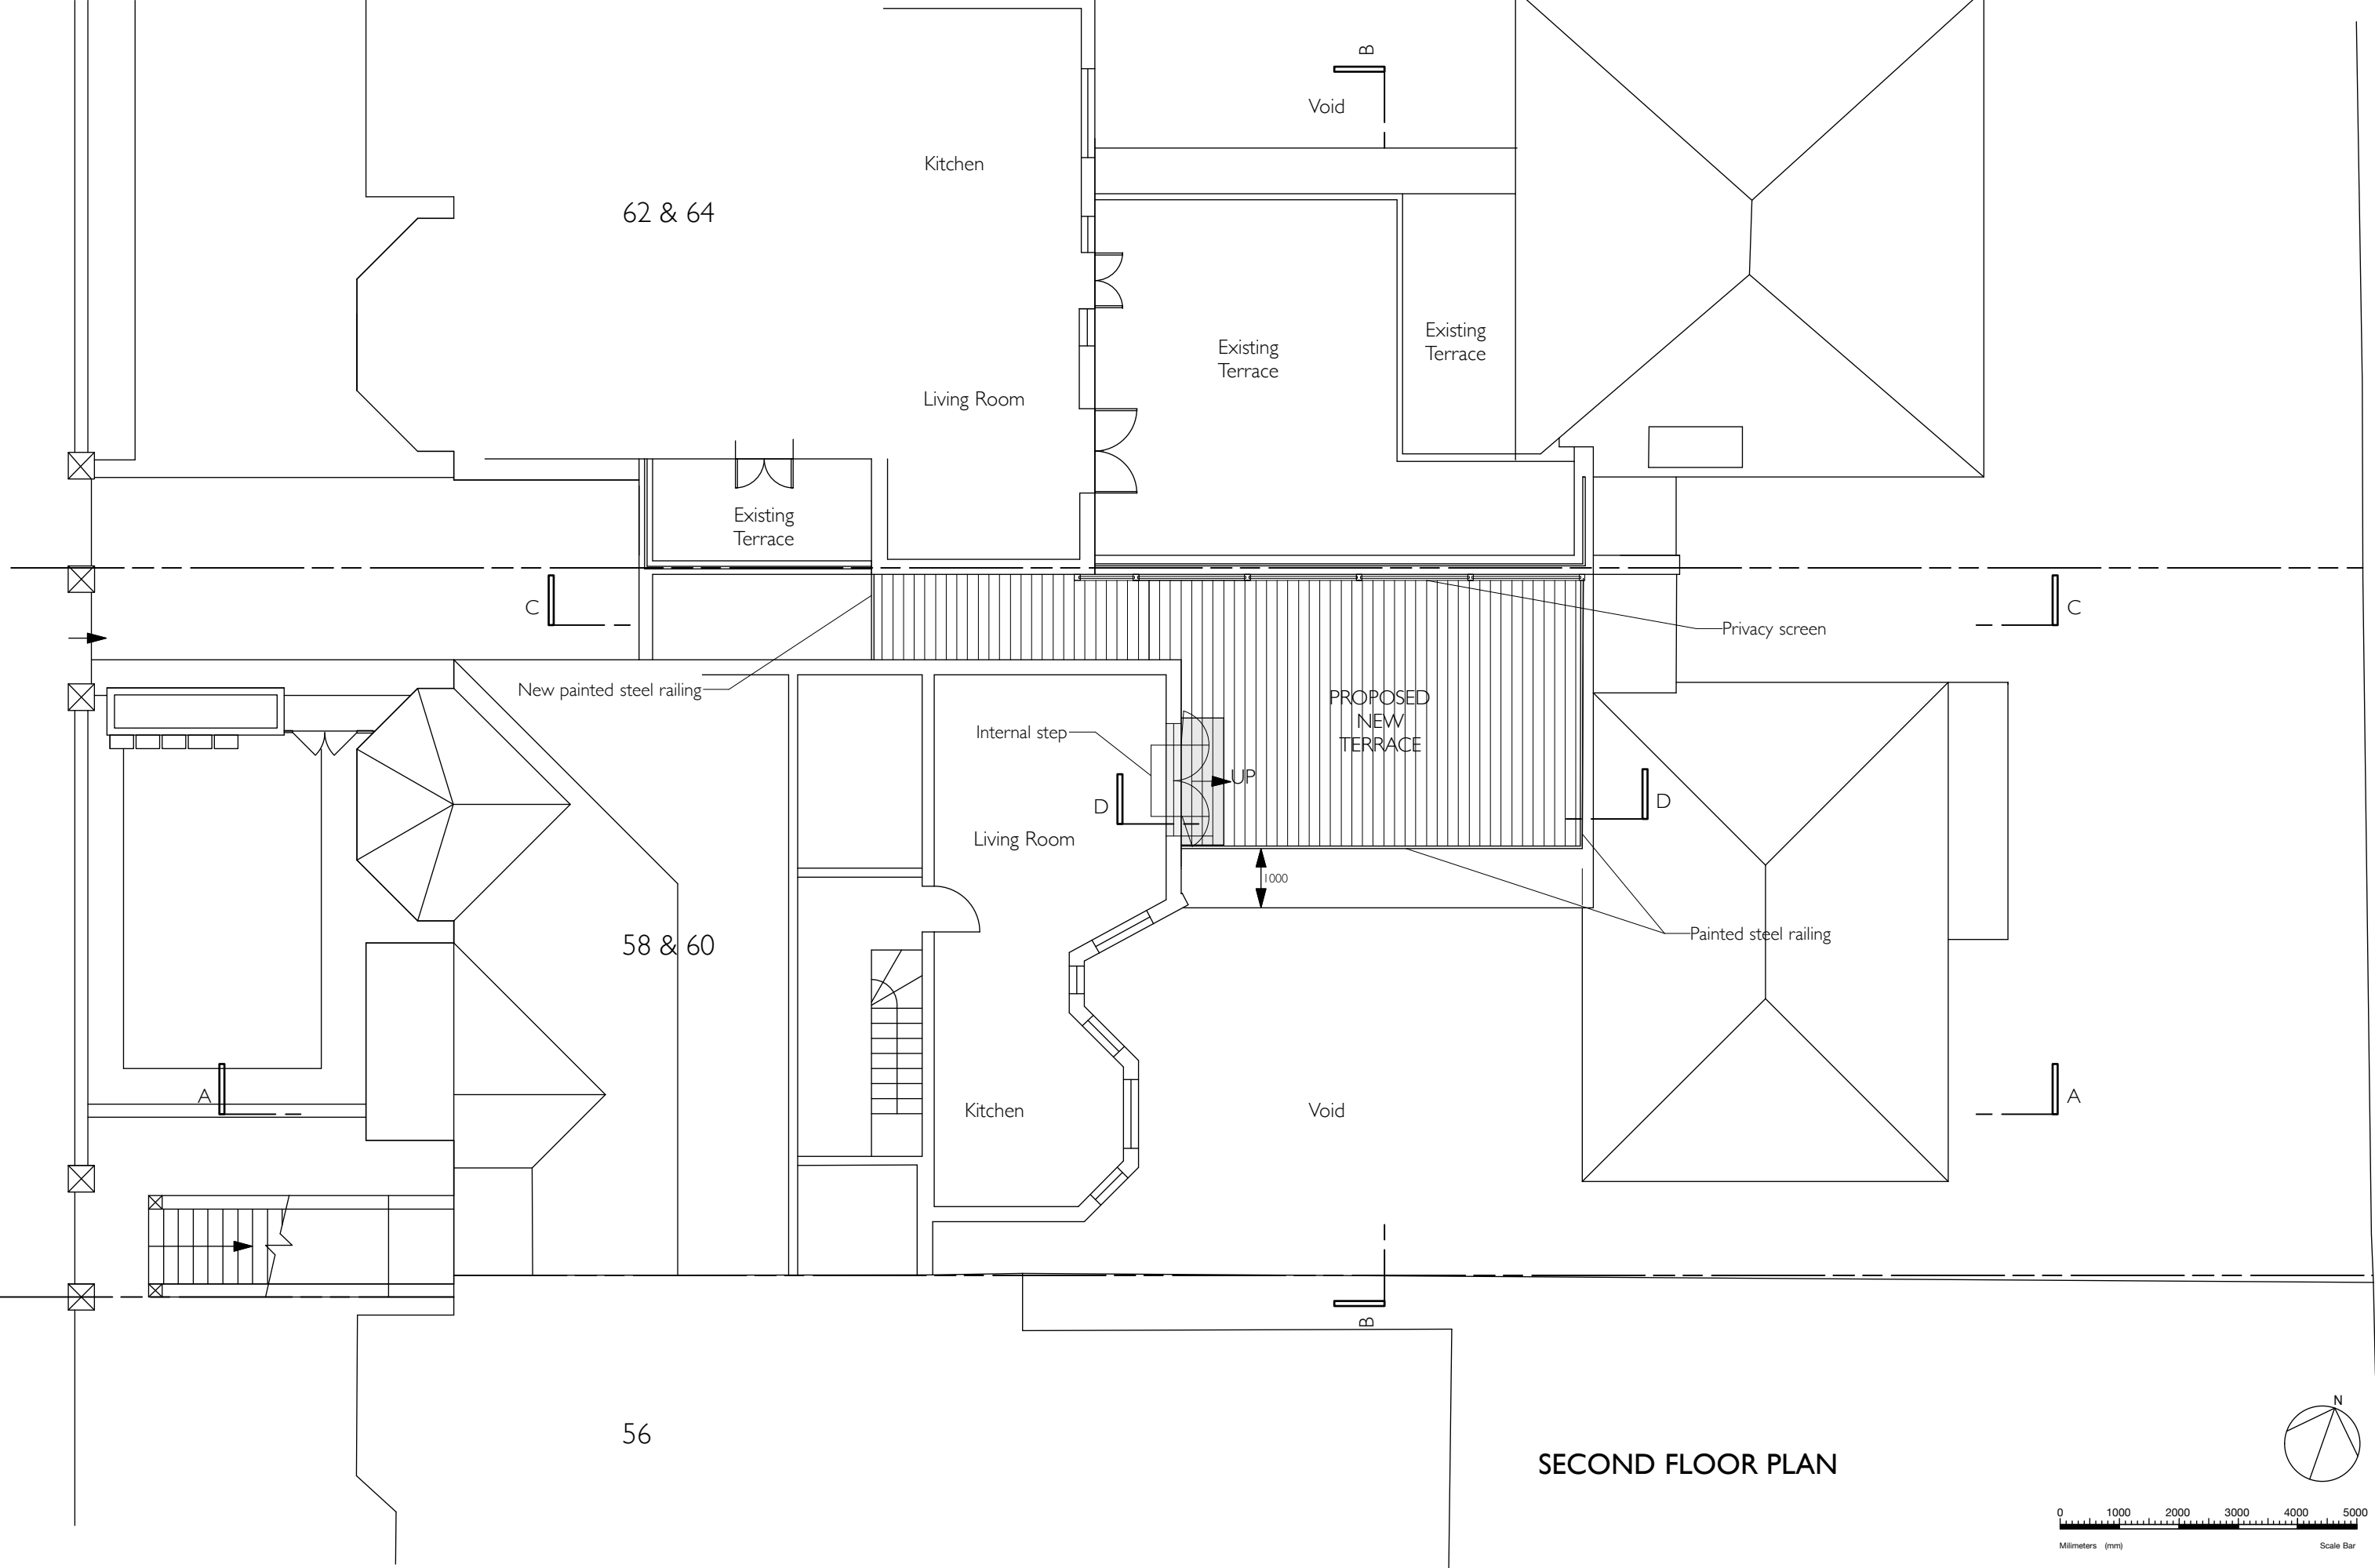 B
Void
Kitchen
62 & 64
Existing
Terrace
Existing
Terrace
Living Room
Existing
Terrace
C
C
Privacy screen
New painted steel railing
PROPOSED
NEW
TERRACE
Internal step
UP
D
D
Living Room
1000
58 & 60
Painted steel railing
A
Kitchen
Void
A
B
56
SECOND FLOOR PLAN
N
0 1000 2000 3000 4000 5000
Milimeters (mm) Scale Bar